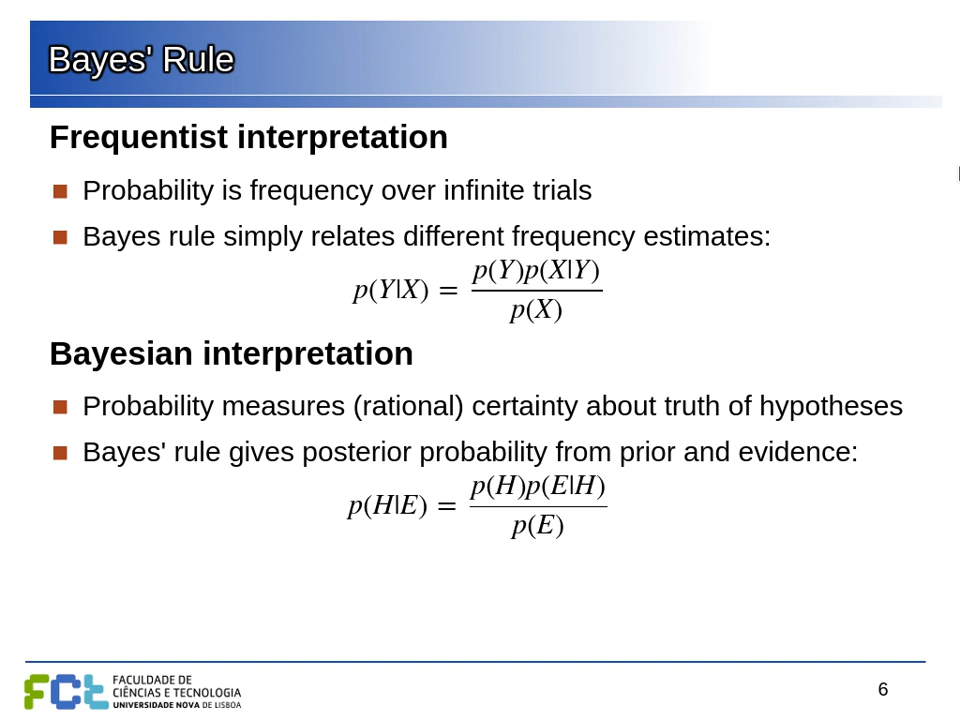 Bayes' Rule
Frequentist interpretation
Probability is frequency over infinite trials
Bayes rule simply relates different frequency estimates:
p(Y|X) = p(Y)p(X|Y) / p(X)
Bayesian interpretation
Probability measures (rational) certainty about truth of hypotheses
Bayes' rule gives posterior probability from prior and evidence:
p(H|E) = p(H)p(E|H) / p(E)
FCt
FACULDADE DE
CIÊNCIAS E TECNOLOGIA
UNIVERSIDADE NOVA DE LISBOA
6